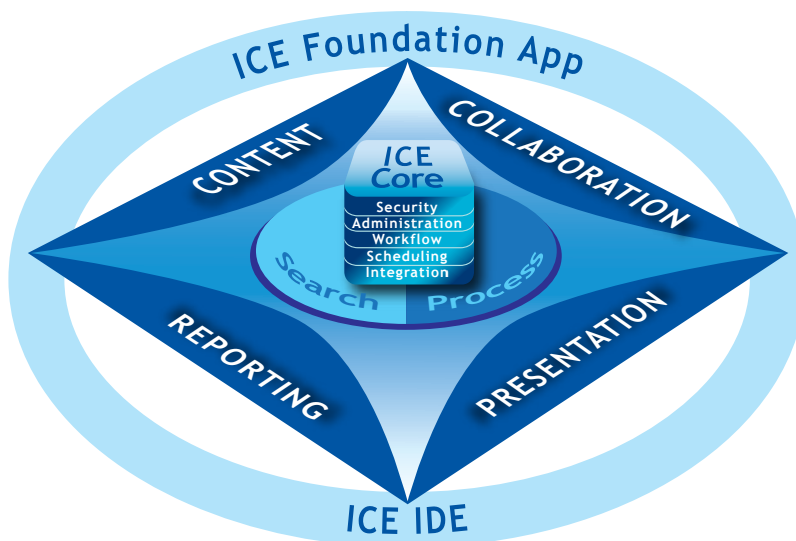 ICE Foundation App
CONTENT
COLLABORATION
ICE
Core
Security
Administration
Workflow
Scheduling
Integration
Search
Process
REPORTING
PRESENTATION
ICE IDE